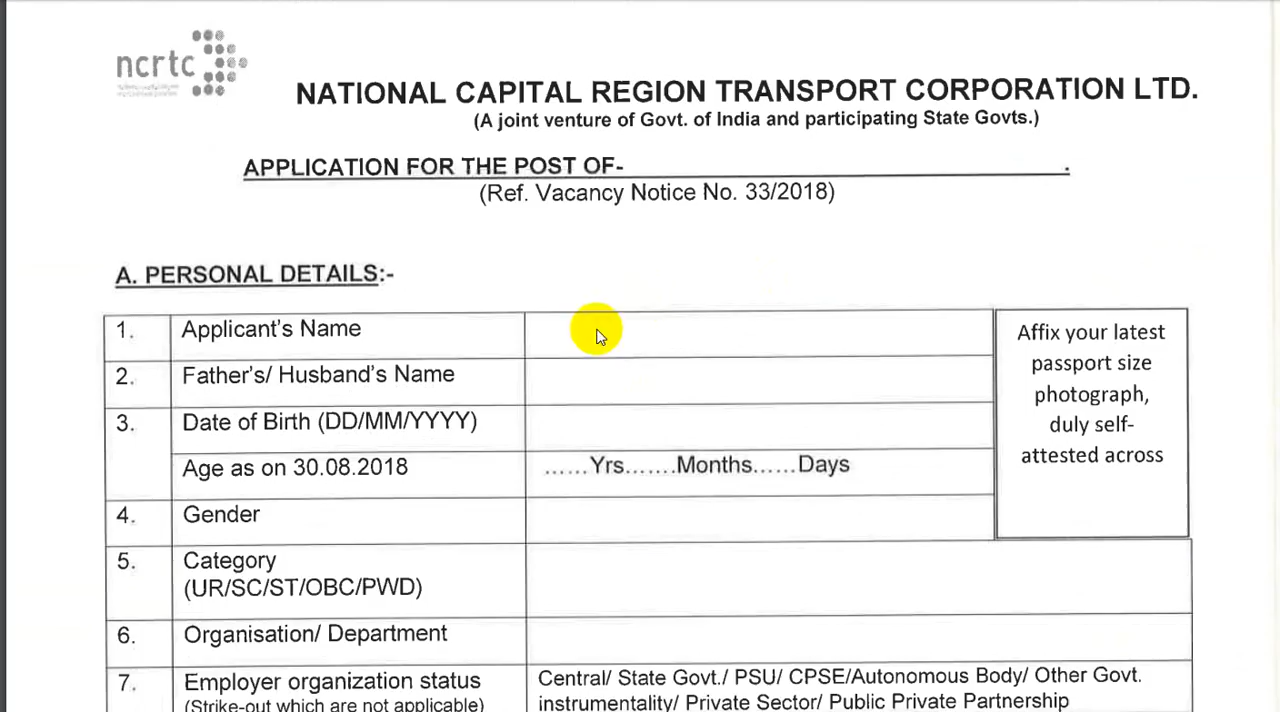 ncrtc
NATIONAL CAPITAL REGION TRANSPORT CORPORATION LTD.
(A joint venture of Govt. of India and participating State Govts.)
APPLICATION FOR THE POST OF- .
(Ref. Vacancy Notice No. 33/2018)
A. PERSONAL DETAILS:-
1. Applicant's Name
Affix your latest
passport size
photograph,
duly self-
attested across
2. Father's/ Husband's Name
3. Date of Birth (DD/MM/YYYY)
Age as on 30.08.2018 ......Yrs.......Months......Days
4. Gender
5. Category
(UR/SC/ST/OBC/PWD)
6. Organisation/ Department
7. Employer organization status
(Strike-out which are not applicable)
Central/ State Govt./ PSU/ CPSE/Autonomous Body/ Other Govt.
instrumentality/ Private Sector/ Public Private Partnership